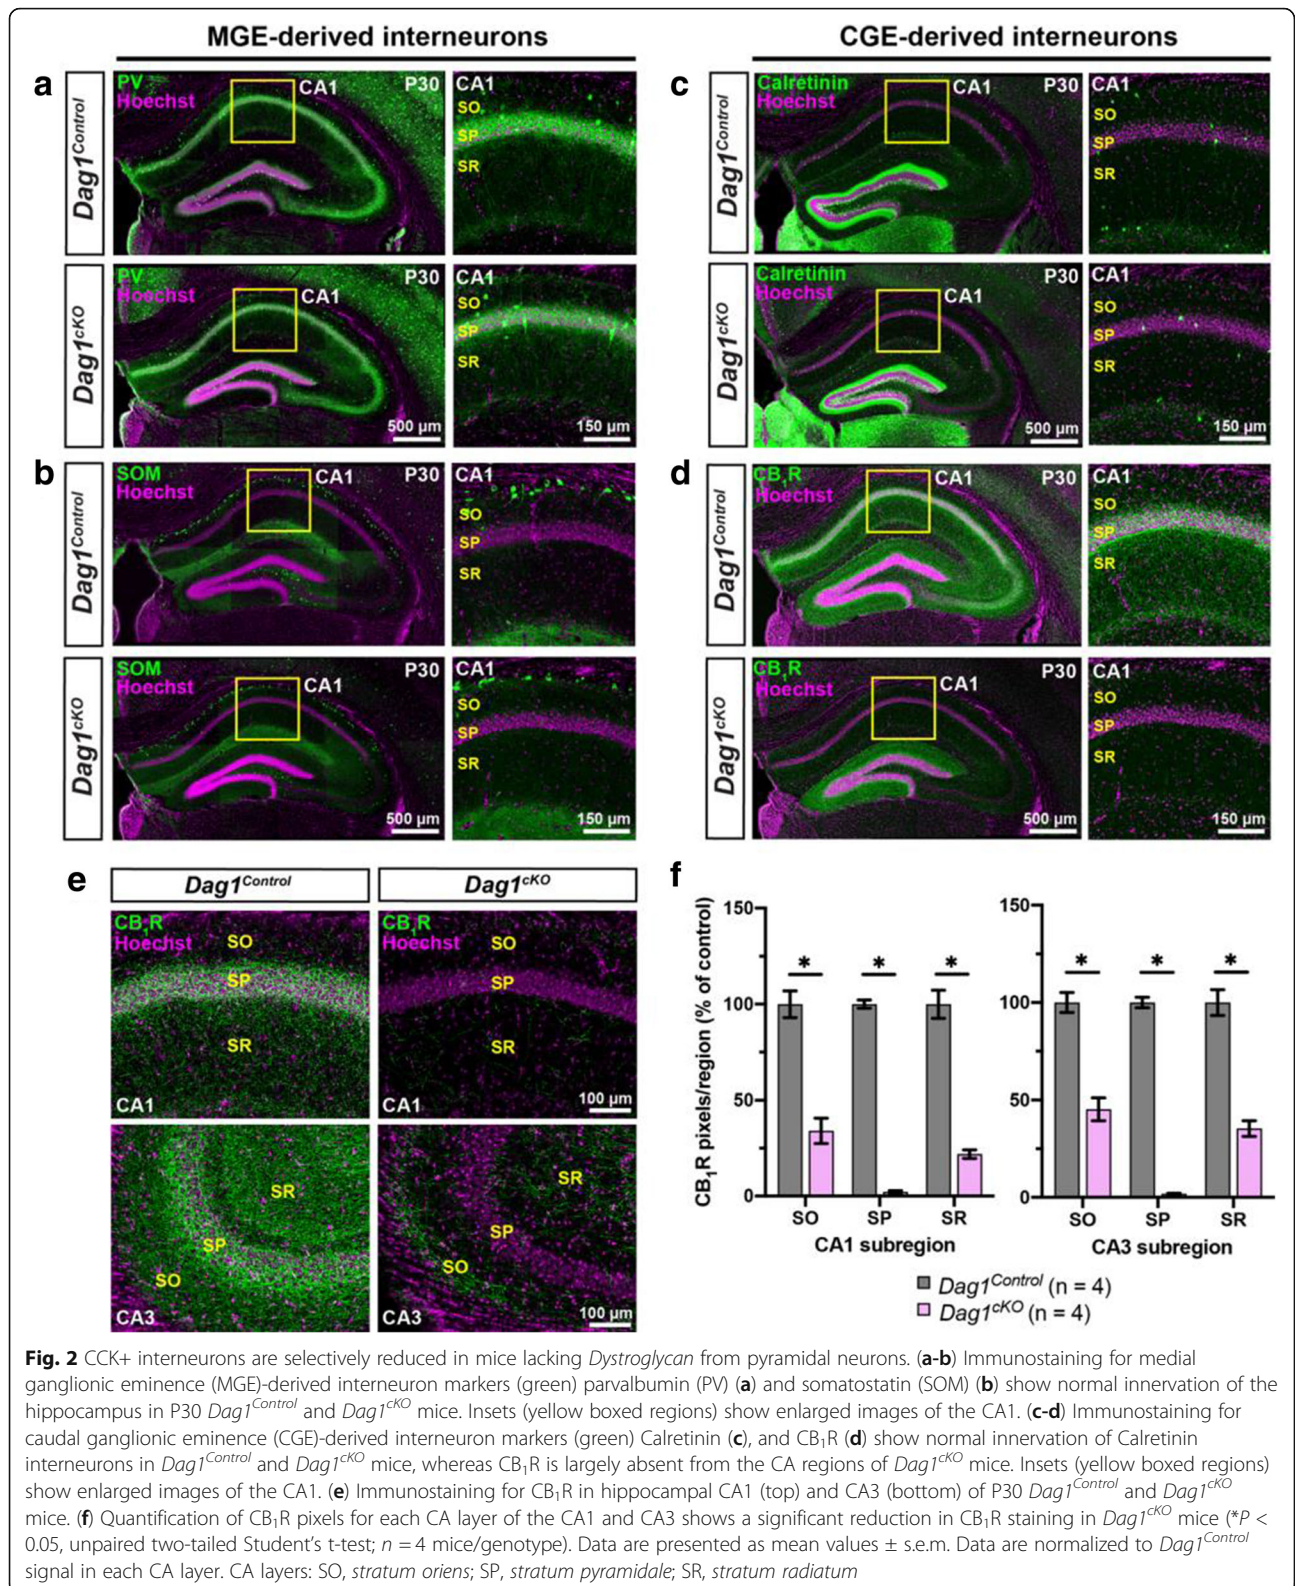 MGE-derived interneurons
CGE-derived interneurons
a
Dag1Control
PV
Hoechst
CA1
P30
CA1
SO
SP
SR
Dag1cKO
PV
Hoechst
CA1
P30
500 µm
CA1
SO
SP
SR
150 µm
b
Dag1Control
SOM
Hoechst
CA1
P30
CA1
SO
SP
SR
Dag1cKO
SOM
Hoechst
CA1
P30
500 µm
CA1
SO
SP
SR
150 µm
c
Dag1Control
Calretinin
Hoechst
CA1
P30
CA1
SO
SP
SR
Dag1cKO
Calretinin
Hoechst
CA1
P30
500 µm
CA1
SO
SP
SR
150 µm
d
Dag1Control
CB1R
Hoechst
CA1
P30
CA1
SO
SP
SR
Dag1cKO
CB1R
Hoechst
CA1
P30
500 µm
CA1
SO
SP
SR
150 µm
e
Dag1Control
Dag1cKO
CB1R
Hoechst
SO
SP
SR
CA1
SO
SP
SR
100 µm
SR
SP
SO
CA3
SR
SP
SO
100 µm
f
CB1R pixels/region (% of control)
150
100
50
0
* * *
SO SP SR
CA1 subregion
150
100
50
0
* * *
SO SP SR
CA3 subregion
Dag1Control (n = 4)
Dag1cKO (n = 4)
Fig. 2 CCK+ interneurons are selectively reduced in mice lacking Dystroglycan from pyramidal neurons. (a-b) Immunostaining for medial
ganglionic eminence (MGE)-derived interneuron markers (green) parvalbumin (PV) (a) and somatostatin (SOM) (b) show normal innervation of the
hippocampus in P30 Dag1Control and Dag1cKO mice. Insets (yellow boxed regions) show enlarged images of the CA1. (c-d) Immunostaining for
caudal ganglionic eminence (CGE)-derived interneuron markers (green) Calretinin (c), and CB1R (d) show normal innervation of Calretinin
interneurons in Dag1Control and Dag1cKO mice, whereas CB1R is largely absent from the CA regions of Dag1cKO mice. Insets (yellow boxed regions)
show enlarged images of the CA1. (e) Immunostaining for CB1R in hippocampal CA1 (top) and CA3 (bottom) of P30 Dag1Control and Dag1cKO
mice. (f) Quantification of CB1R pixels for each CA layer of the CA1 and CA3 shows a significant reduction in CB1R staining in Dag1cKO mice (*P <
0.05, unpaired two-tailed Student's t-test; n = 4 mice/genotype). Data are presented as mean values ± s.e.m. Data are normalized to Dag1Control
signal in each CA layer. CA layers: SO, stratum oriens; SP, stratum pyramidale; SR, stratum radiatum